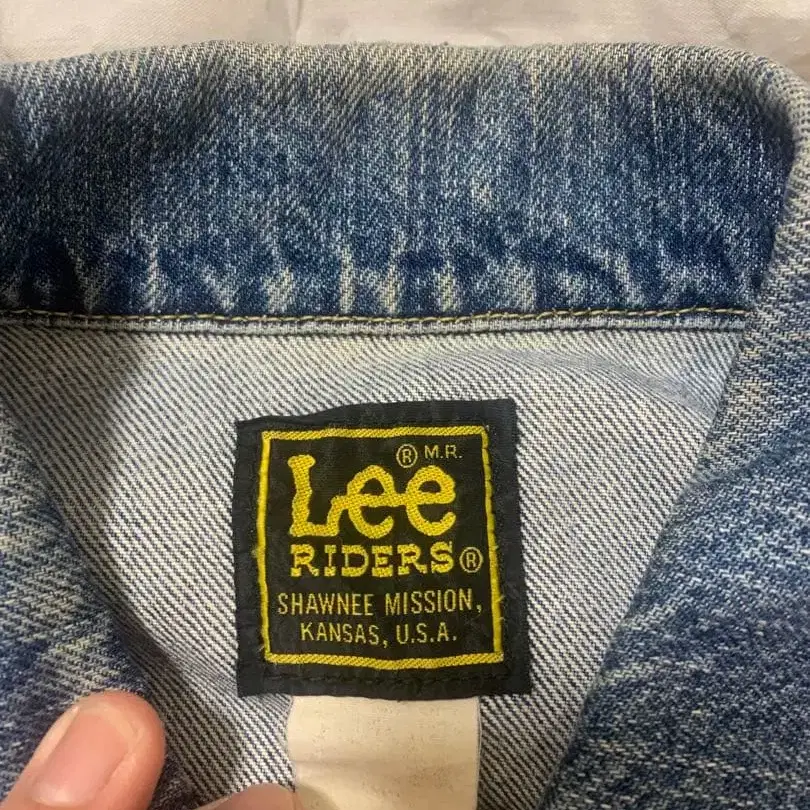 ® M.R.
Lee
RIDERS®
SHAWNEE MISSION,
KANSAS, U.S.A.